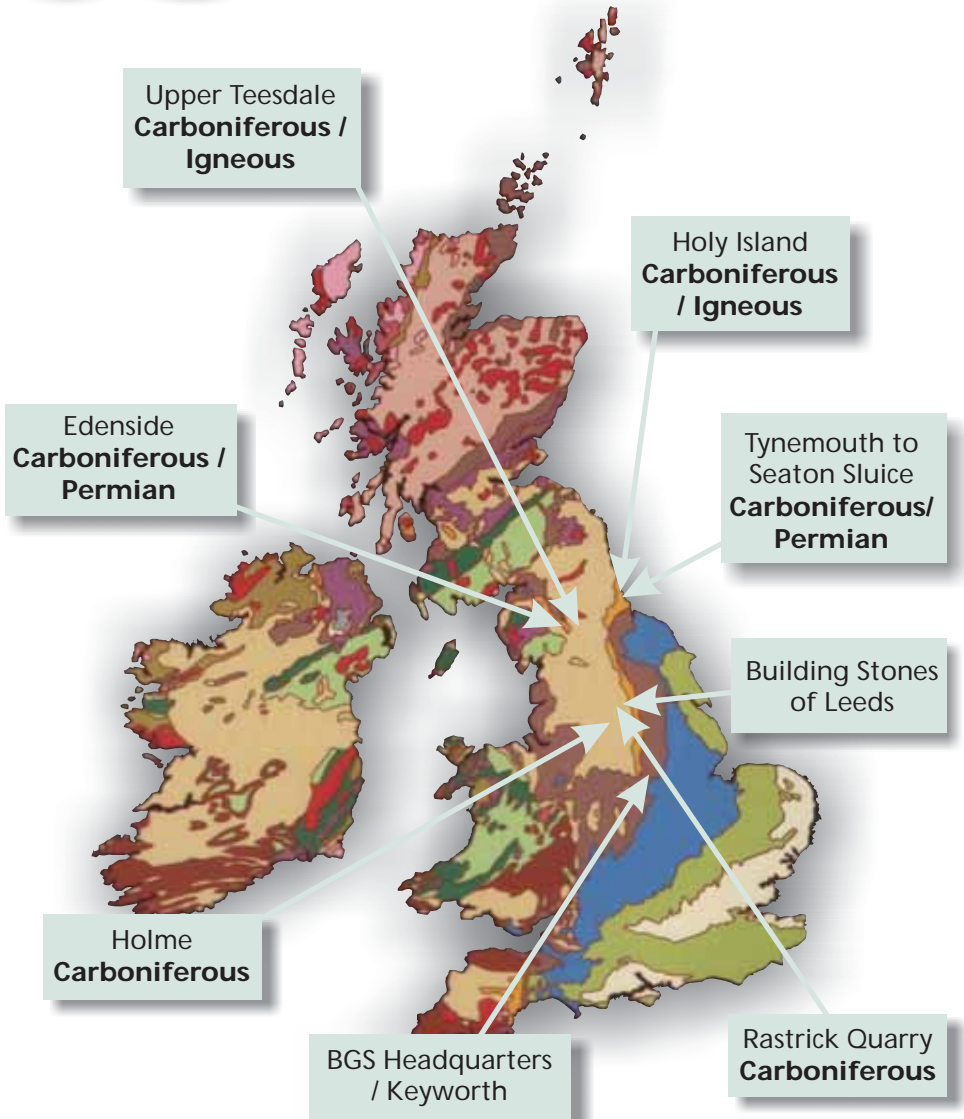 Upper Teesdale
Carboniferous /
Igneous
Holy Island
Carboniferous
/ Igneous
Edenside
Carboniferous /
Permian
Tynemouth to
Seaton Sluice
Carboniferous/
Permian
Building Stones
of Leeds
Holme
Carboniferous
BGS Headquarters
/ Keyworth
Rastrick Quarry
Carboniferous